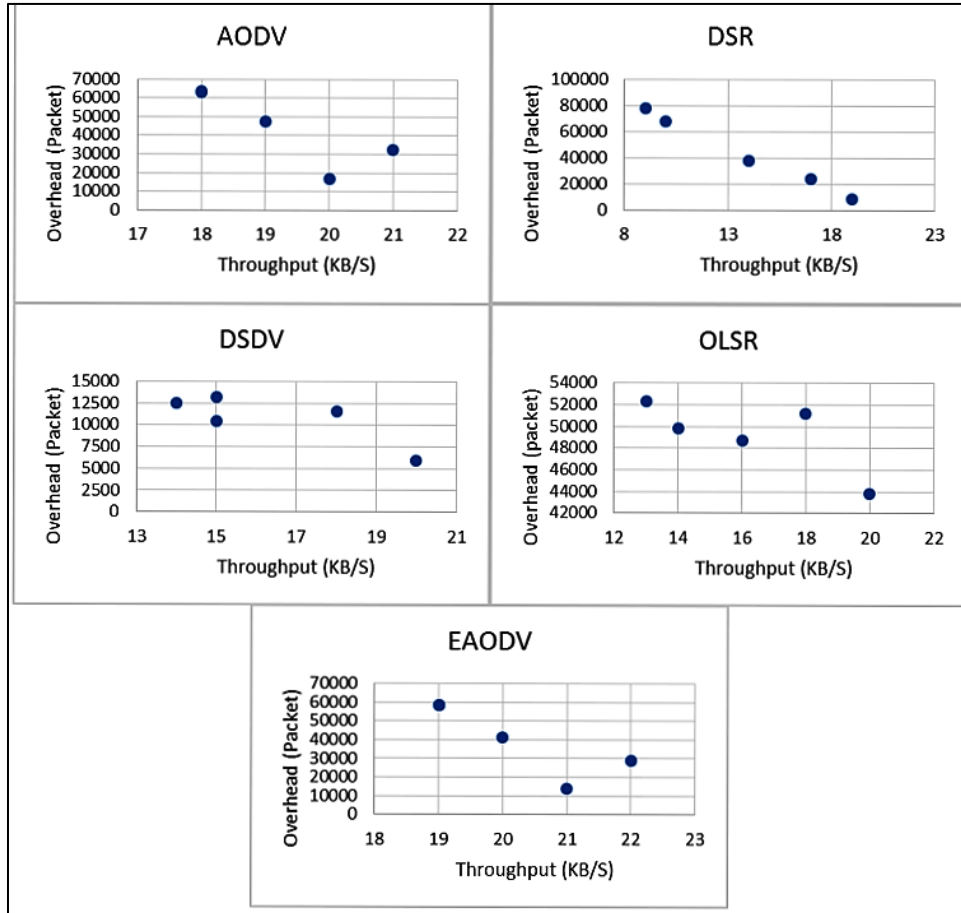 AODV
Overhead (Packet)
70000
60000
50000
40000
30000
20000
10000
0
17 18 19 20 21 22
Throughput (KB/S)
DSR
Overhead (Packet)
100000
80000
60000
40000
20000
0
8 13 18 23
Throughput (KB/S)
DSDV
Overhead (Packet)
15000
12500
10000
7500
5000
2500
0
13 15 17 19 21
Throughput (KB/S)
OLSR
Overhead (packet)
54000
52000
50000
48000
46000
44000
42000
12 14 16 18 20 22
Throughput (KB/S)
EAODV
Overhead (Packet)
70000
60000
50000
40000
30000
20000
10000
0
18 19 20 21 22 23
Throughput (KB/S)